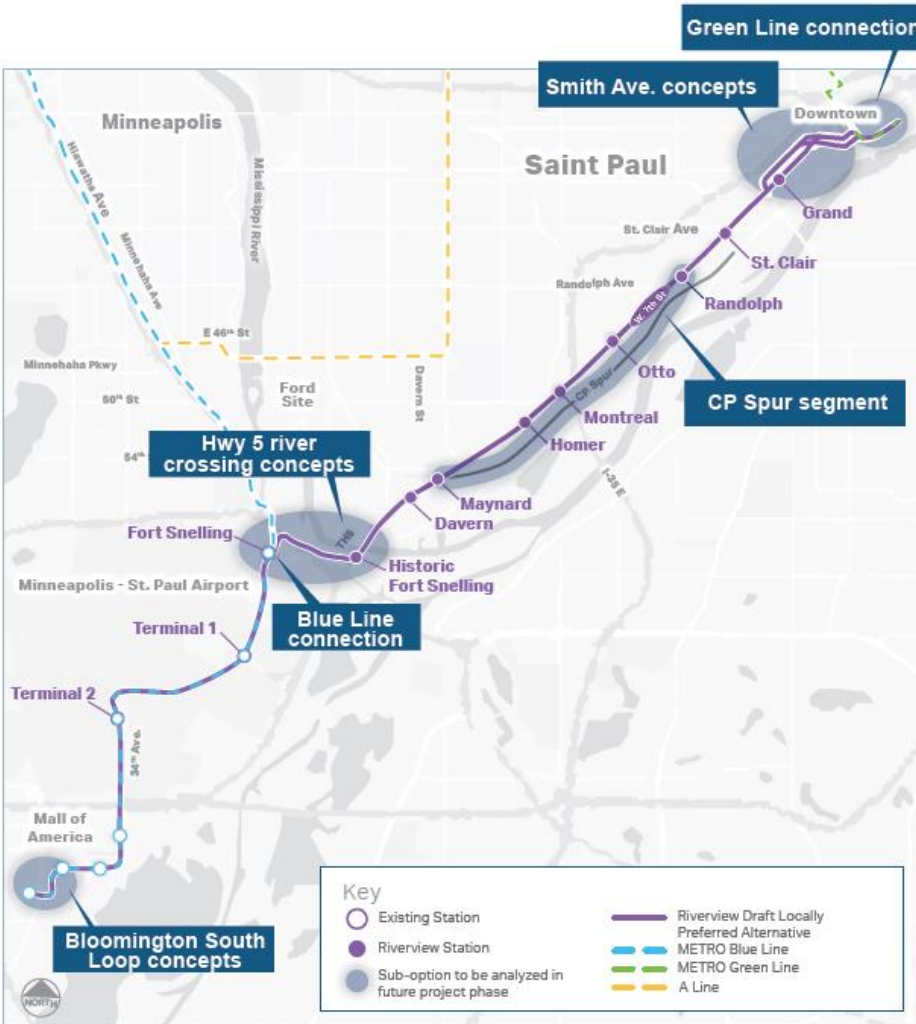 Green Line connection
Smith Ave. concepts
Downtown
Minneapolis
Saint Paul
Hiawatha Ave
Mississippi River
Grand
St. Clair Ave
Minnehaha Ave
St. Clair
Randolph Ave
Randolph
W. 7th St
E 46th St
Minnehaha Pkwy
Otto
Davern St
Ford
Site
CP Spur
50th St
CP Spur segment
Montreal
Hwy 5 river
crossing concepts
Homer
54th
I-35 E
Maynard
Davern
Fort Snelling
TH5
Historic
Fort Snelling
Minneapolis - St. Paul Airport
Blue Line
connection
Terminal 1
Terminal 2
34th Ave.
Mall of
America
Bloomington South
Loop concepts
NORTH
Key
Existing Station
Riverview Station
Sub-option to be analyzed in
future project phase
Riverview Draft Locally
Preferred Alternative
METRO Blue Line
METRO Green Line
A Line